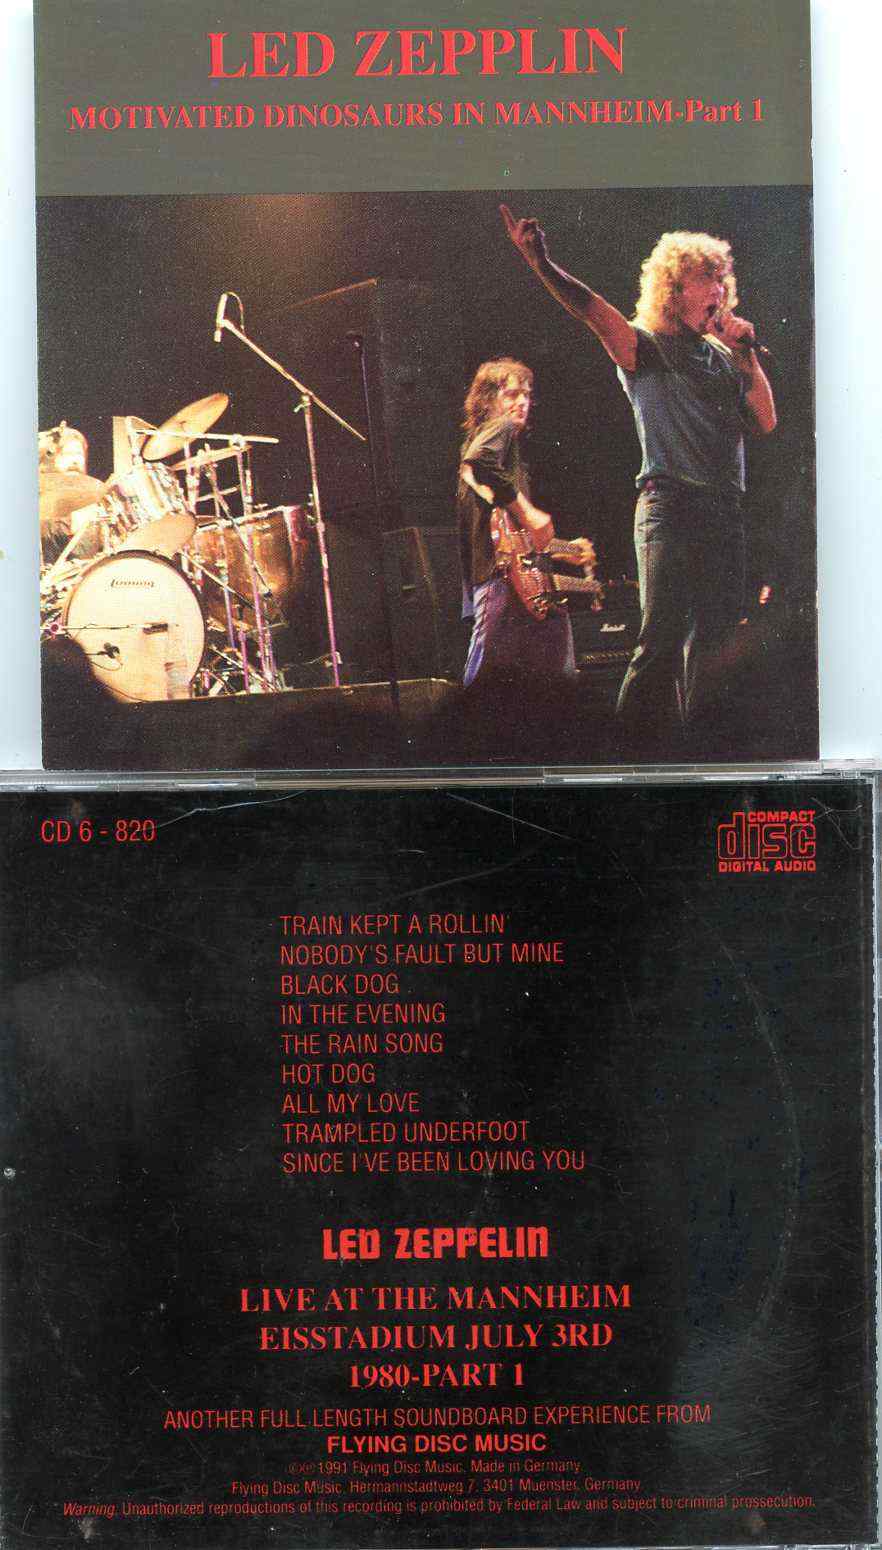 LED ZEPPLIN
MOTIVATED DINOSAURS IN MANNHEIM-Part 1
Ludwig
Marshall
CD 6 - 820
COMPACT
disc
DIGITAL AUDIO
TRAIN KEPT A ROLLIN'
NOBODY'S FAULT BUT MINE
BLACK DOG
IN THE EVENING
THE RAIN SONG
HOT DOG
ALL MY LOVE
TRAMPLED UNDERFOOT
SINCE I'VE BEEN LOVING YOU
LED ZEPPELIN
LIVE AT THE MANNHEIM
EISSTADIUM JULY 3RD
1980-PART 1
ANOTHER FULL LENGTH SOUNDBOARD EXPERIENCE FROM
FLYING DISC MUSIC
©℗ 1991 Flying Disc Music, Made in Germany
Flying Disc Music, Hermannstadtweg 7, 3401 Muenster, Germany
Warning: Unauthorized reproductions of this recording is prohibited by Federal Law and subject to criminal prossecution.